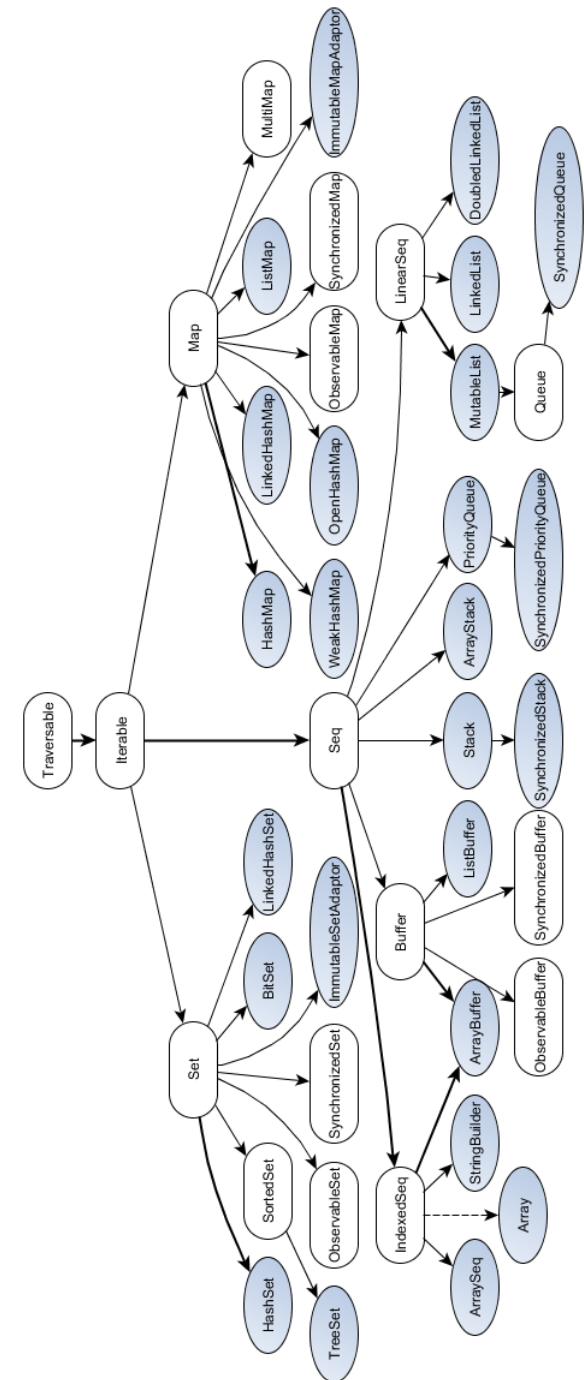 Traversable
Iterable
Set
Map
HashSet
SortedSet
BitSet
LinkedHashSet
HashMap
LinkedHashMap
ListMap
MultiMap
TreeSet
ObservableSet
SynchronizedSet
ImmutableSetAdaptor
WeakHashMap
OpenHashMap
ObservableMap
SynchronizedMap
ImmutableMapAdaptor
Seq
IndexedSeq
Buffer
LinearSeq
ArraySeq
StringBuilder
ArrayBuffer
ListBuffer
Stack
ArrayStack
PriorityQueue
MutableList
LinkedList
DoubledLinkedList
Array
ObservableBuffer
SynchronizedBuffer
SynchronizedStack
SynchronizedPriorityQueue
Queue
SynchronizedQueue